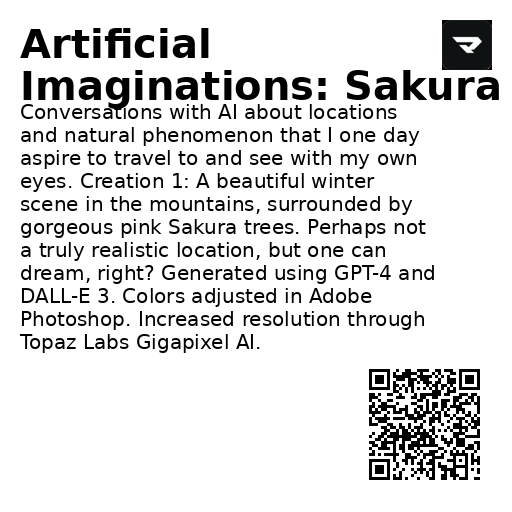 Artificial
Imaginations: Sakura
Conversations with AI about locations
and natural phenomenon that I one day
aspire to travel to and see with my own
eyes. Creation 1: A beautiful winter
scene in the mountains, surrounded by
gorgeous pink Sakura trees. Perhaps not
a truly realistic location, but one can
dream, right? Generated using GPT-4 and
DALL-E 3. Colors adjusted in Adobe
Photoshop. Increased resolution through
Topaz Labs Gigapixel AI.